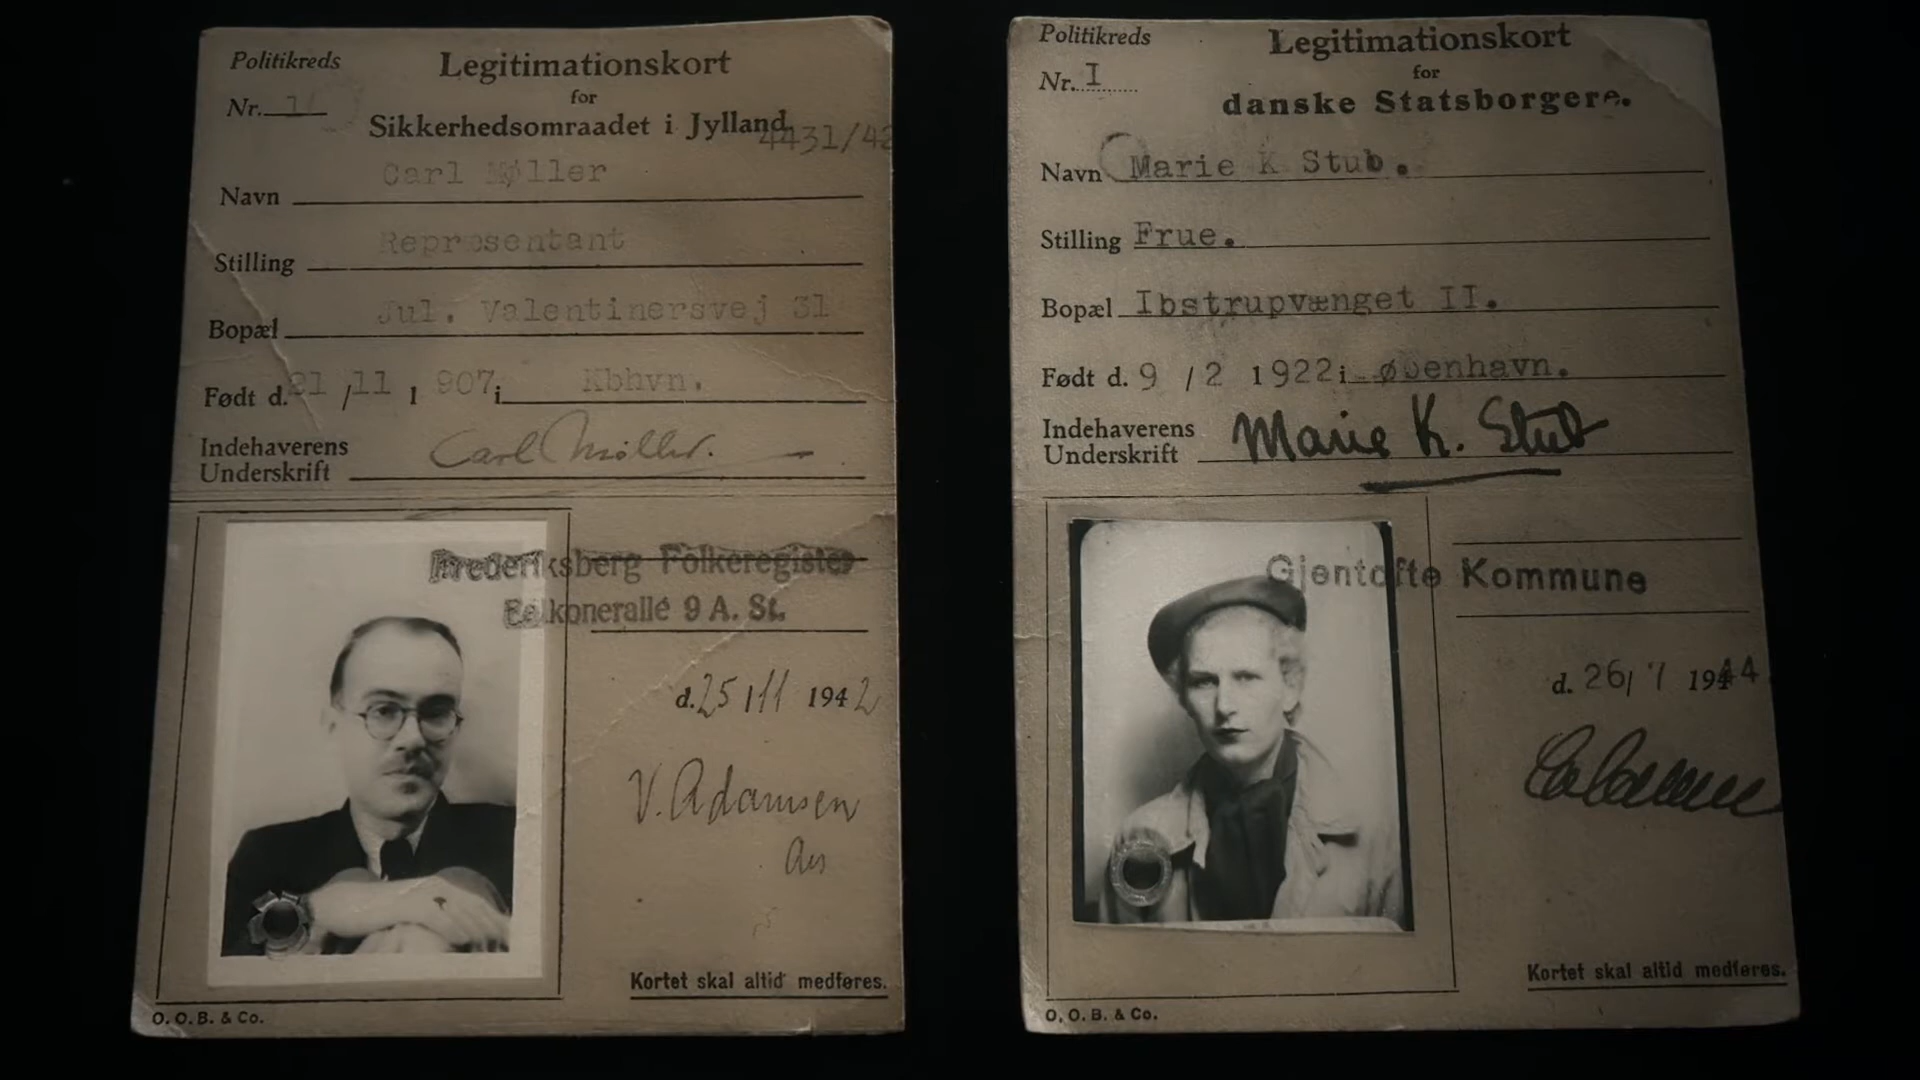 Politikreds
Legitimationskort
Nr.
for
Sikkerhedsomraadet i Jylland
4431/42
Navn Carl Møller
Stilling Repræsentant
Bopæl Jul. Valentinersvej 31
Født d. 21/11 1907 i Kbhvn.
Indehaverens
Underskrift Carl Møller.
Frederiksberg Folkeregister
Falkonerallé 9 A. St.
d. 25/11 1942
V. Adamsen
Kortet skal altid medføres.
O. O. B. & Co.
Politikreds
Legitimationskort
Nr. I
for
danske Statsborgere.
Navn Marie K Stub.
Stilling Frue.
Bopæl Ibstrupvænget II.
Født d. 9/2 1922 i øbenhavn.
Indehaverens
Underskrift Marie K. Stub
Gjentofte Kommune
d. 26/7 1944
Kortet skal altid medføres.
O. O. B. & Co.